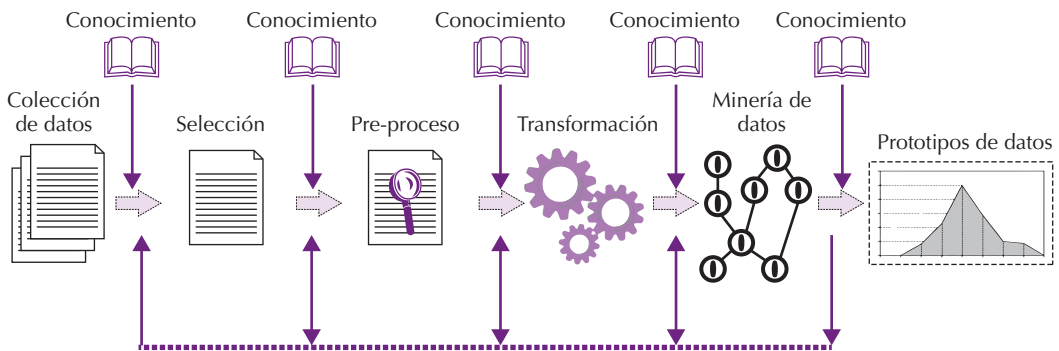 Conocimiento
Conocimiento
Conocimiento
Conocimiento
Conocimiento
Colección
de datos
Selección
Pre-proceso
Transformación
Minería de
datos
Prototipos de datos